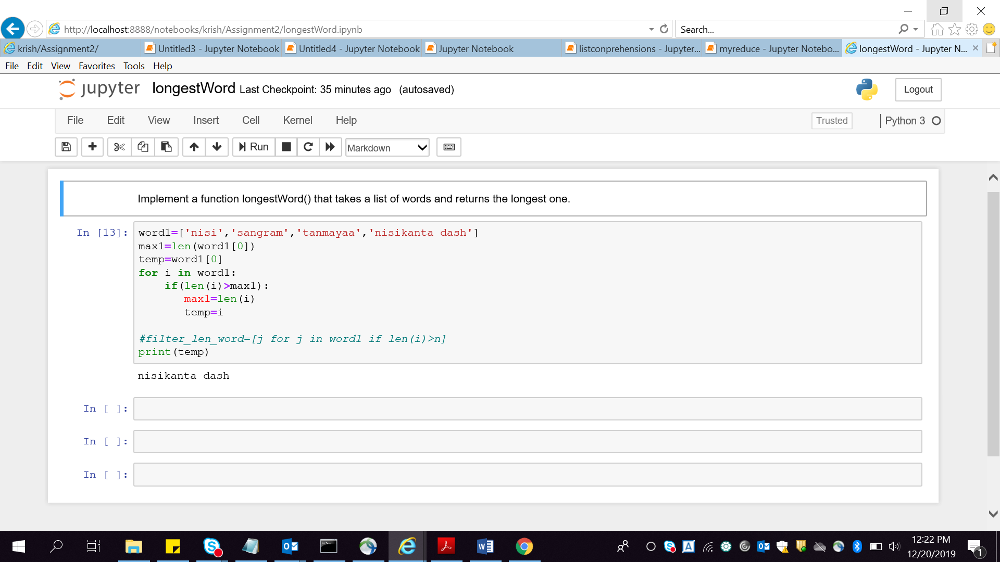 http://localhost:8888/notebooks/krish/Assignment2/longestWord.ipynb
Search...
krish/Assignment2/
Untitled3 - Jupyter Notebook
Untitled4 - Jupyter Notebook
Jupyter Notebook
listconprehensions - Jupyter...
myreduce - Jupyter Notebo...
longestWord - Jupyter N...
File Edit View Favorites Tools Help
jupyter longestWord Last Checkpoint: 35 minutes ago (autosaved)
Logout
File Edit View Insert Cell Kernel Help
Trusted
Python 3
Run
Markdown
Implement a function longestWord() that takes a list of words and returns the longest one.
In [13]:
word1=['nisi','sangram','tanmayaa','nisikanta dash']
max1=len(word1[0])
temp=word1[0]
for i in word1:
    if(len(i)>max1):
       max1=len(i)
       temp=i
#filter_len_word=[j for j in word1 if len(i)>n]
print(temp)
nisikanta dash
In [ ]:
In [ ]:
In [ ]:
12:22 PM
12/20/2019
1